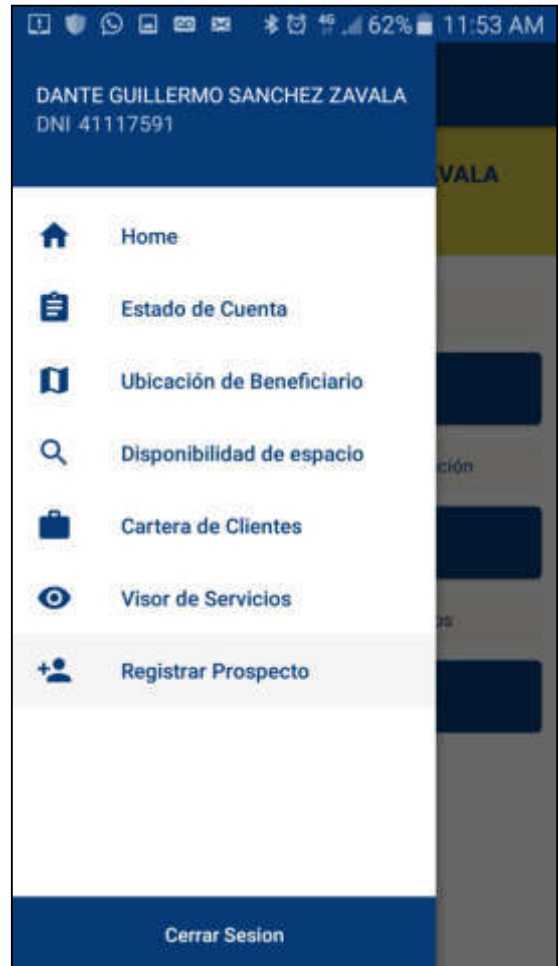 62% 11:53 AM
DANTE GUILLERMO SANCHEZ ZAVALA
DNI 41117591
VALA
Home
Estado de Cuenta
Ubicación de Beneficiario
Disponibilidad de espacio
ción
Cartera de Clientes
Visor de Servicios
os
Registrar Prospecto
Cerrar Sesion